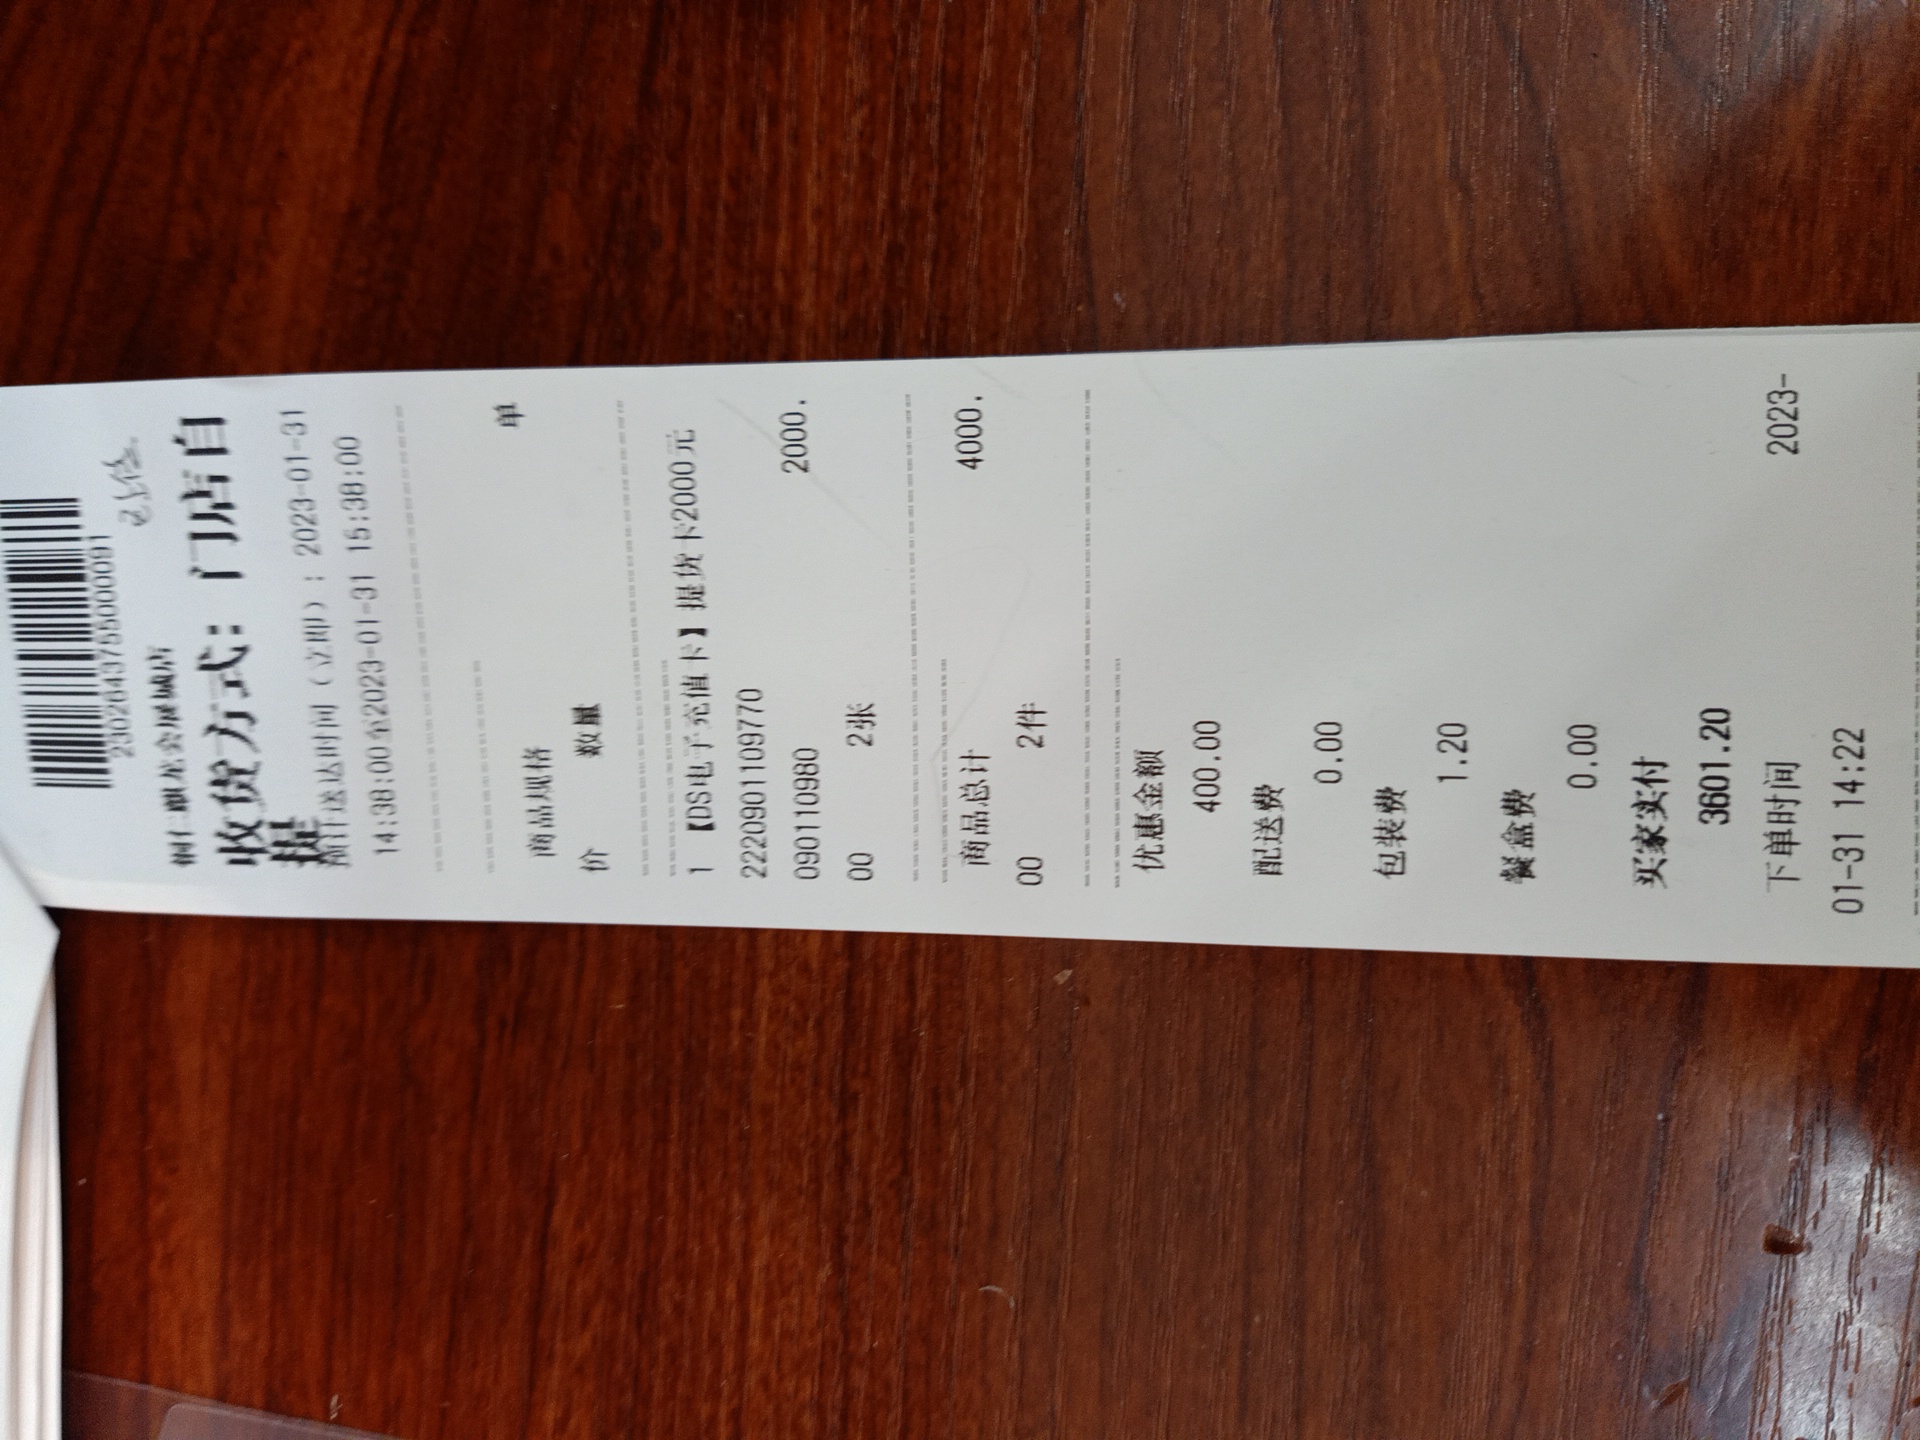 2302643755000091
铜仁麒龙会展城店
收货方式：门店自
提
预计送达时间（立即）：2023-01-31
14:38:00至2023-01-31 15:38:00
商品规格 单
价 数量
1 【DS电子充值卡】提货卡2000元
2220901109770
090110980 2000.
00 2张
商品总计 4000.
00 2件
优惠金额
400.00
配送费
0.00
包装费
1.20
餐盒费
0.00
买家实付
3601.20
下单时间 2023-
01-31 14:22